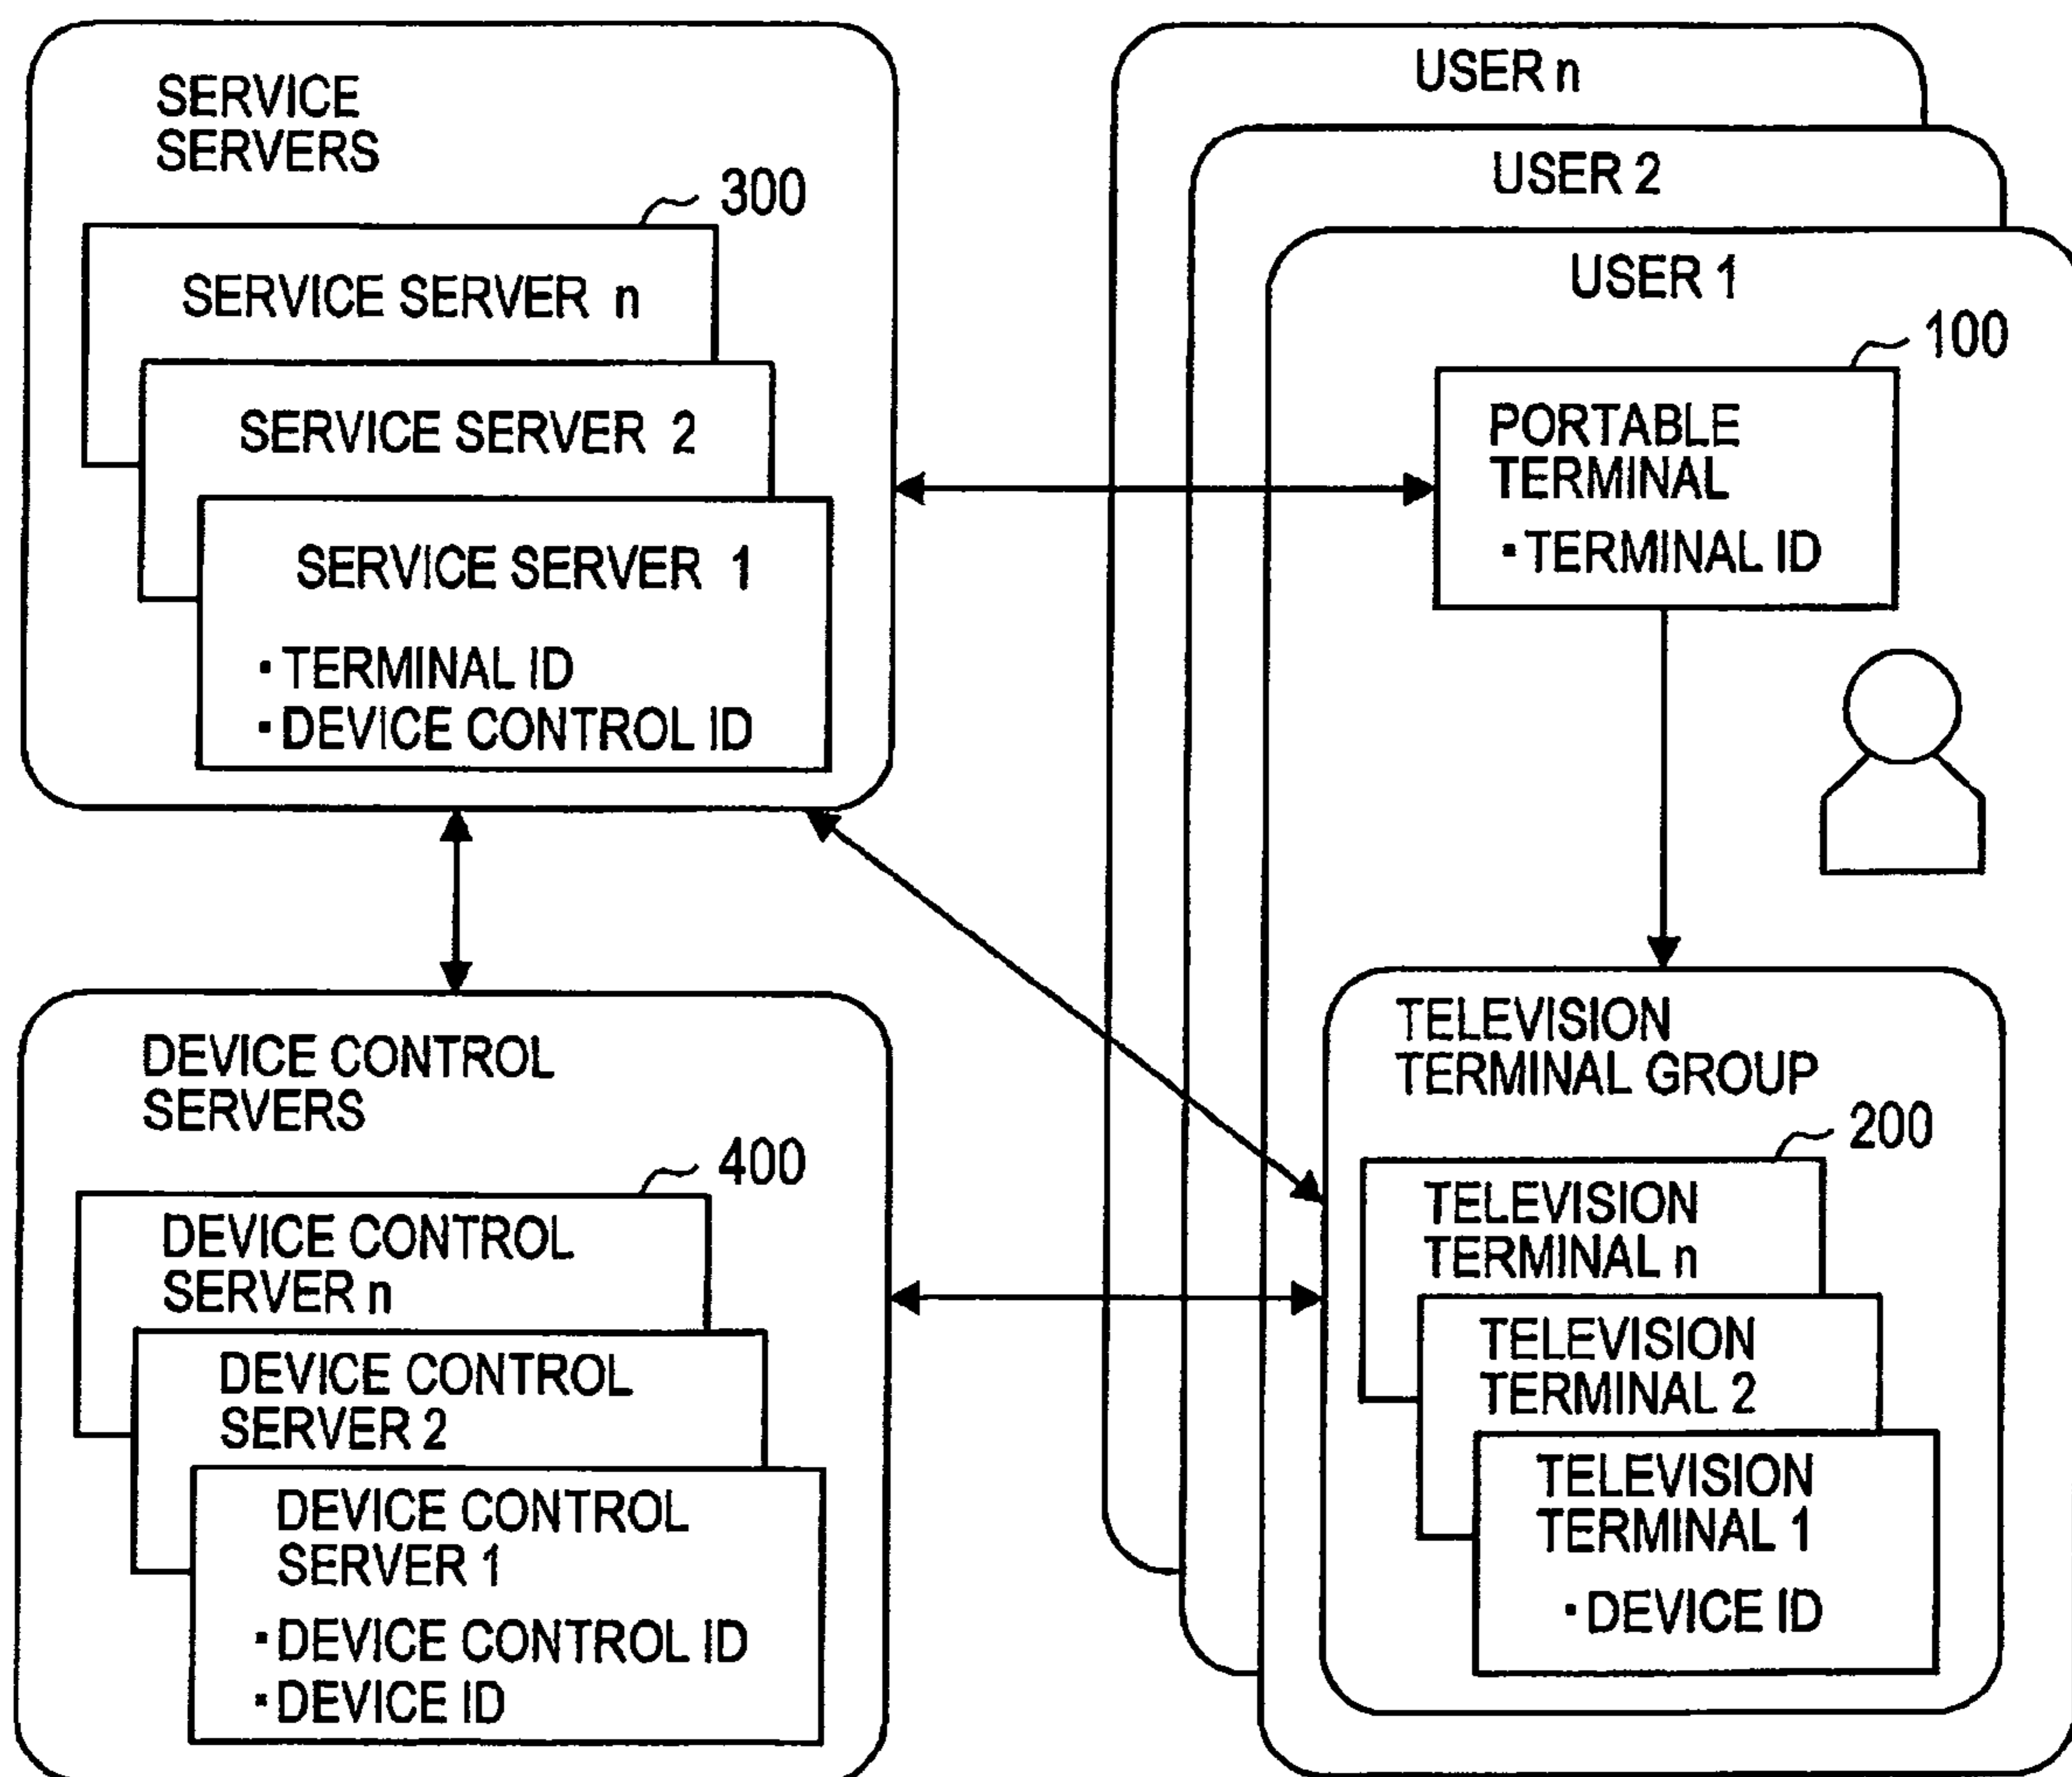 SERVICE
SERVERS
300
SERVICE SERVER n
SERVICE SERVER 2
SERVICE SERVER 1
▪ TERMINAL ID
▪ DEVICE CONTROL ID
USER n
USER 2
USER 1
100
PORTABLE
TERMINAL
▪ TERMINAL ID
DEVICE CONTROL
SERVERS
400
DEVICE CONTROL
SERVER n
DEVICE CONTROL
SERVER 2
DEVICE CONTROL
SERVER 1
▪ DEVICE CONTROL ID
▪ DEVICE ID
TELEVISION
TERMINAL GROUP
200
TELEVISION
TERMINAL n
TELEVISION
TERMINAL 2
TELEVISION
TERMINAL 1
▪ DEVICE ID